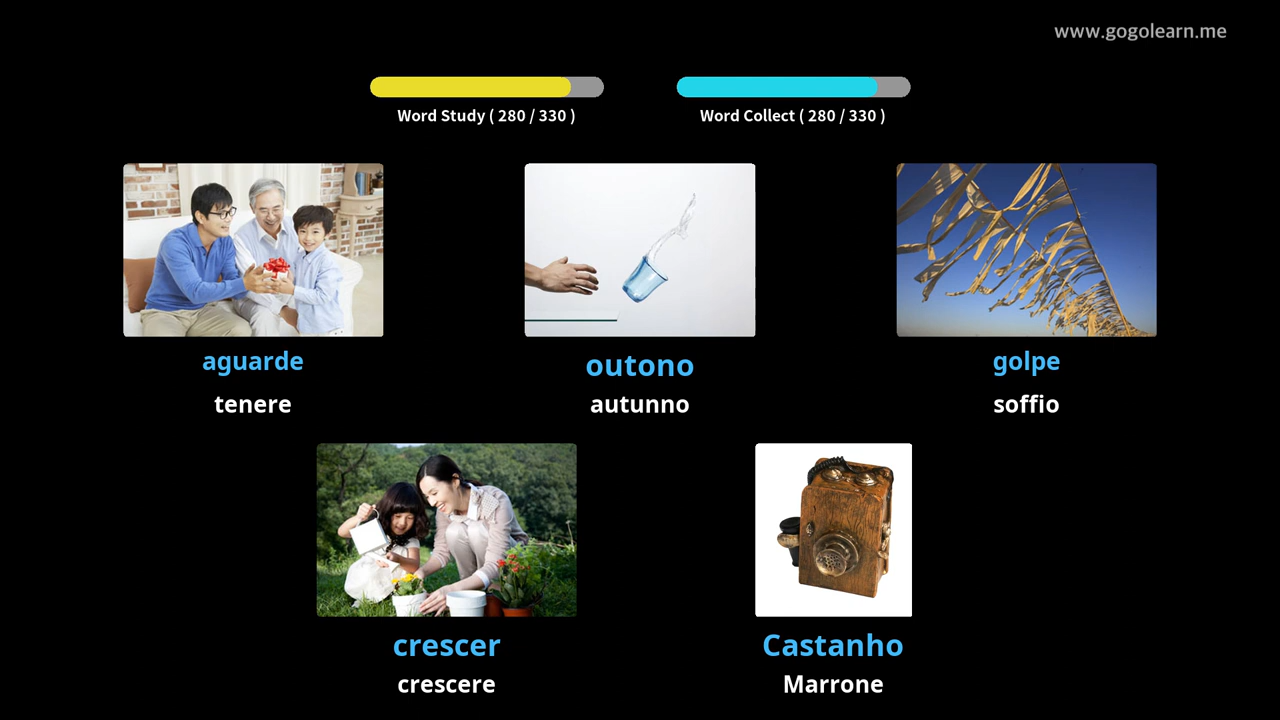 www.gogolearn.me
Word Study ( 280 / 330 )
Word Collect ( 280 / 330 )
aguarde
outono
golpe
tenere
autunno
soffio
crescer
Castanho
crescere
Marrone